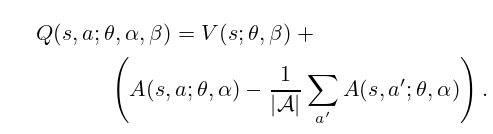 Q(s, a; θ, α, β) = V(s; θ, β) +
(A(s, a; θ, α) − 1/|𝒜| ∑_{a′} A(s, a′; θ, α)).